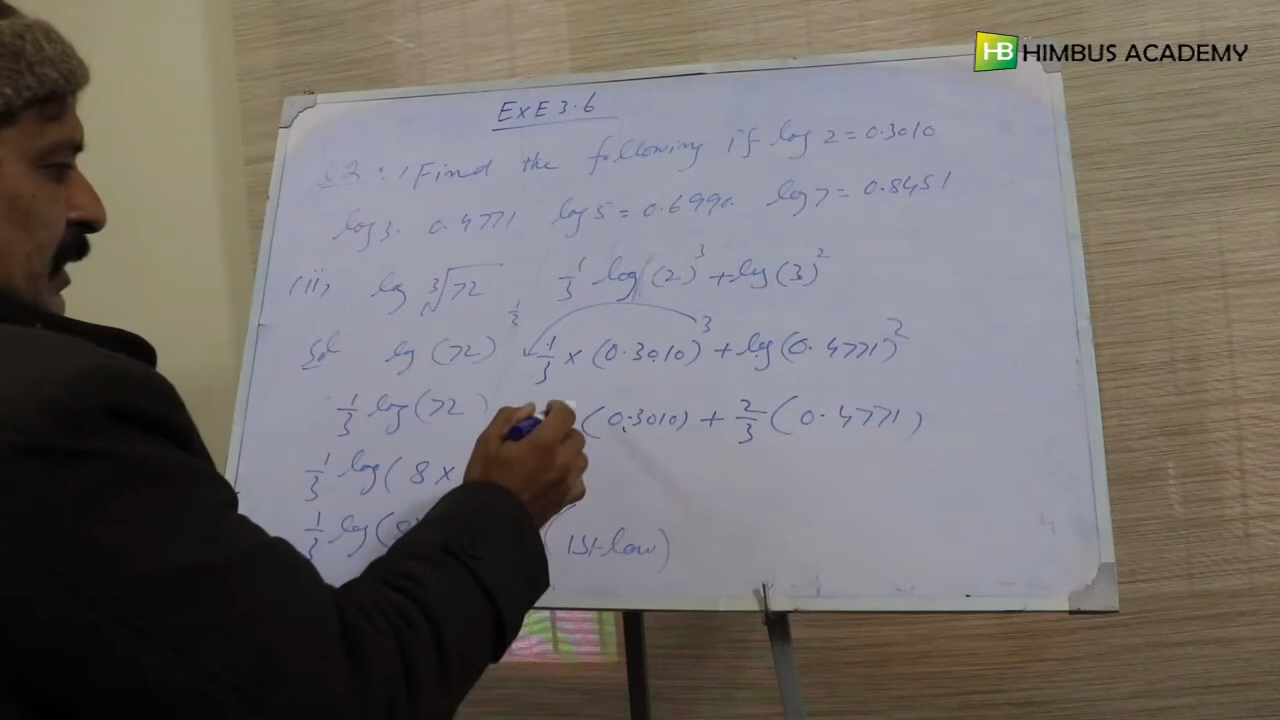 HB HIMBUS ACADEMY
EXE 3.6
Q2: Find the following if log 2 = 0.3010
log 3. 0.4771 log 5 = 0.6990. log 7 = 0.8451
(ii) log ∛72
Sol log (72)^1/3
1/3 log (72)
1/3 log (8 x
1/3 log (
(1st law)
1/3 log (2)^3 + log (3)^2
1/3 x (0.3010)^3 + log (0.4771)^2
(0.3010) + 2/3 (0.4771)